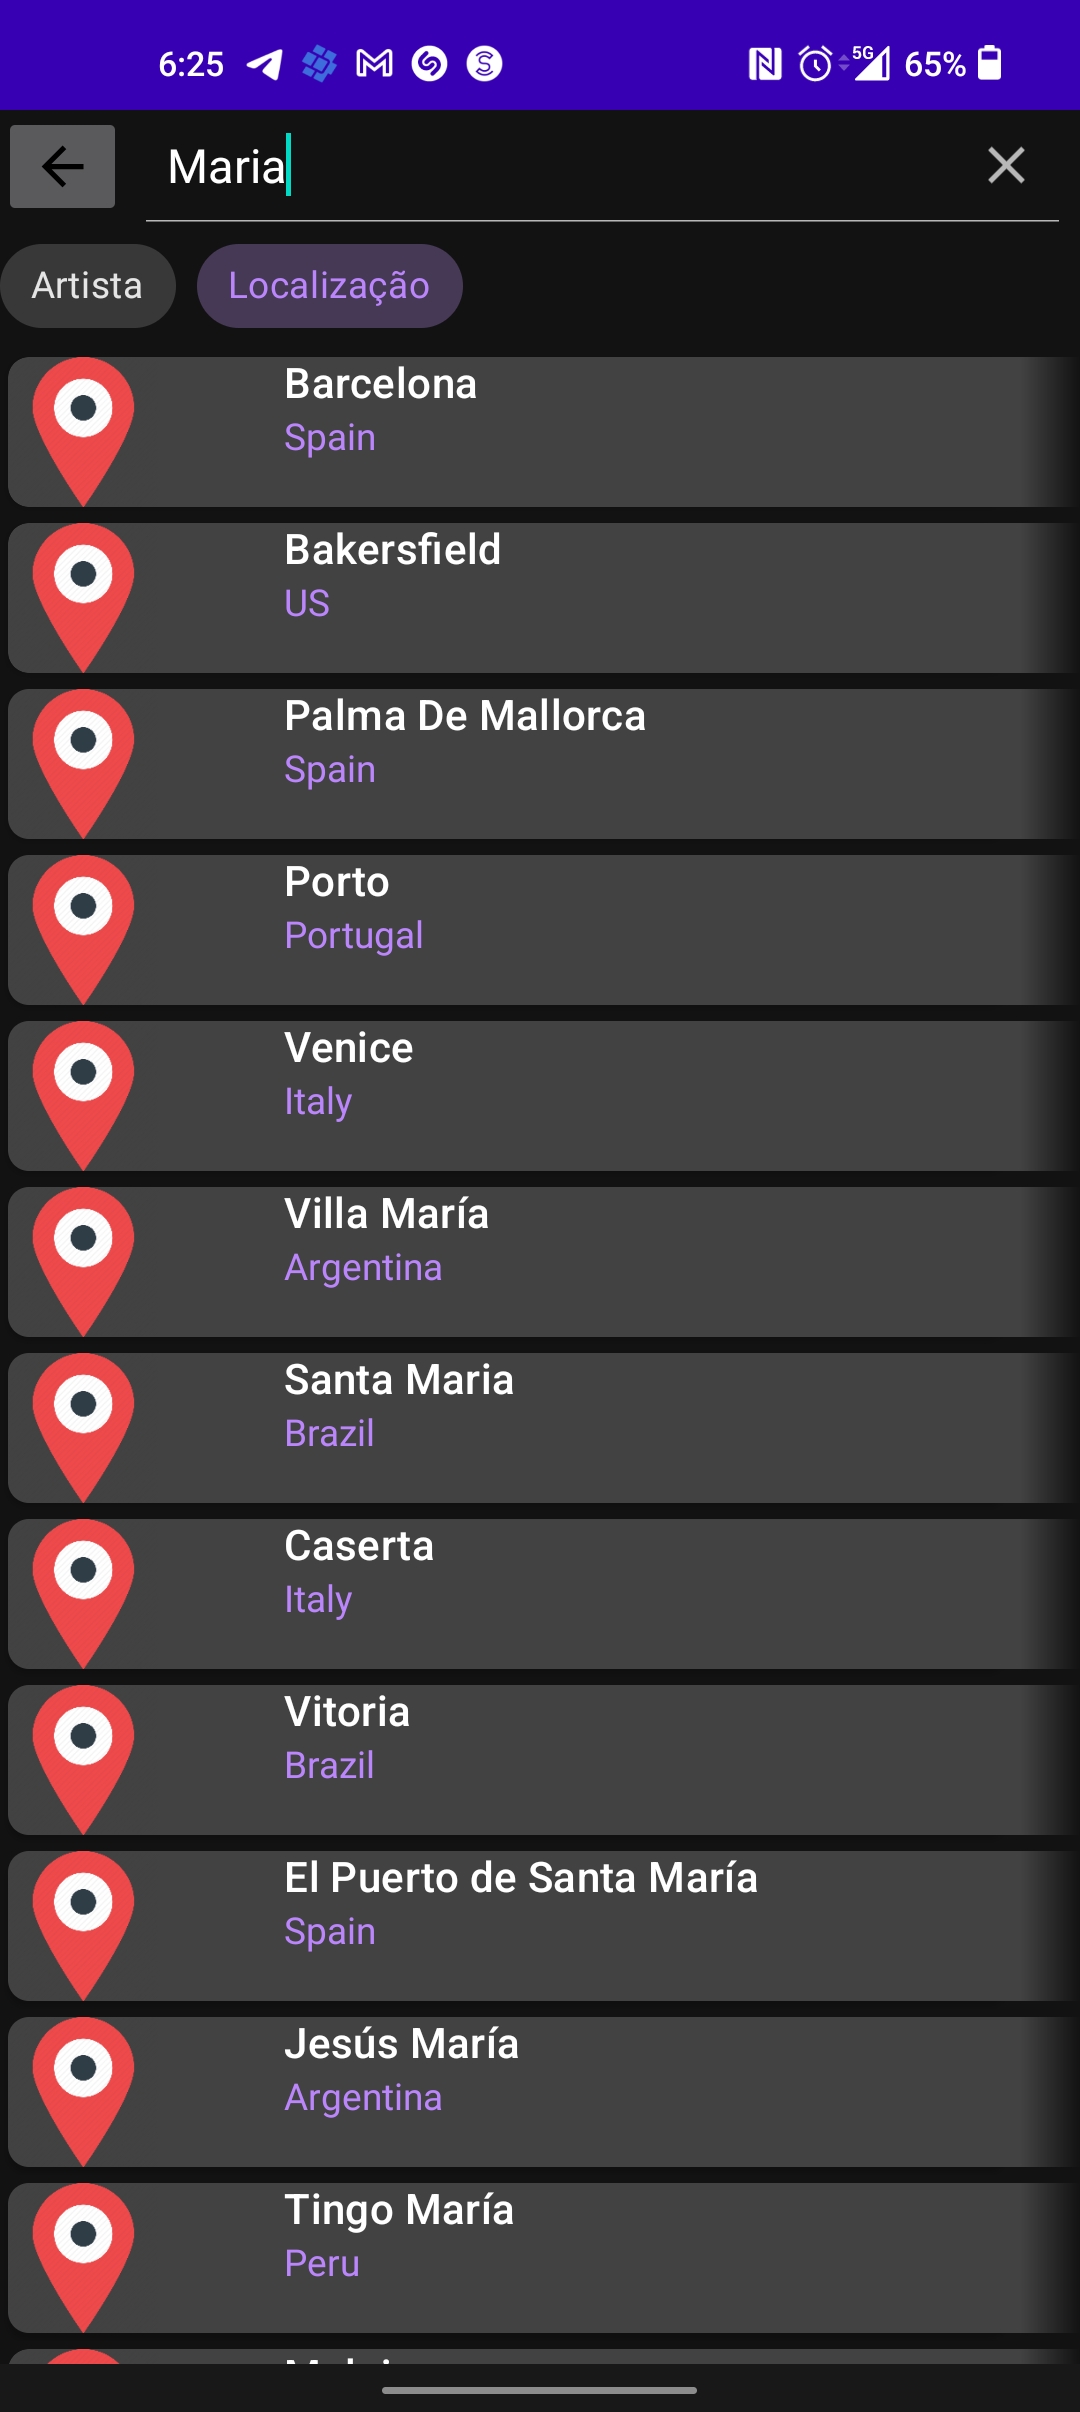 6:25
5G
65%
Maria
Artista
Localização
Barcelona
Spain
Bakersfield
US
Palma De Mallorca
Spain
Porto
Portugal
Venice
Italy
Villa María
Argentina
Santa Maria
Brazil
Caserta
Italy
Vitoria
Brazil
El Puerto de Santa María
Spain
Jesús María
Argentina
Tingo María
Peru